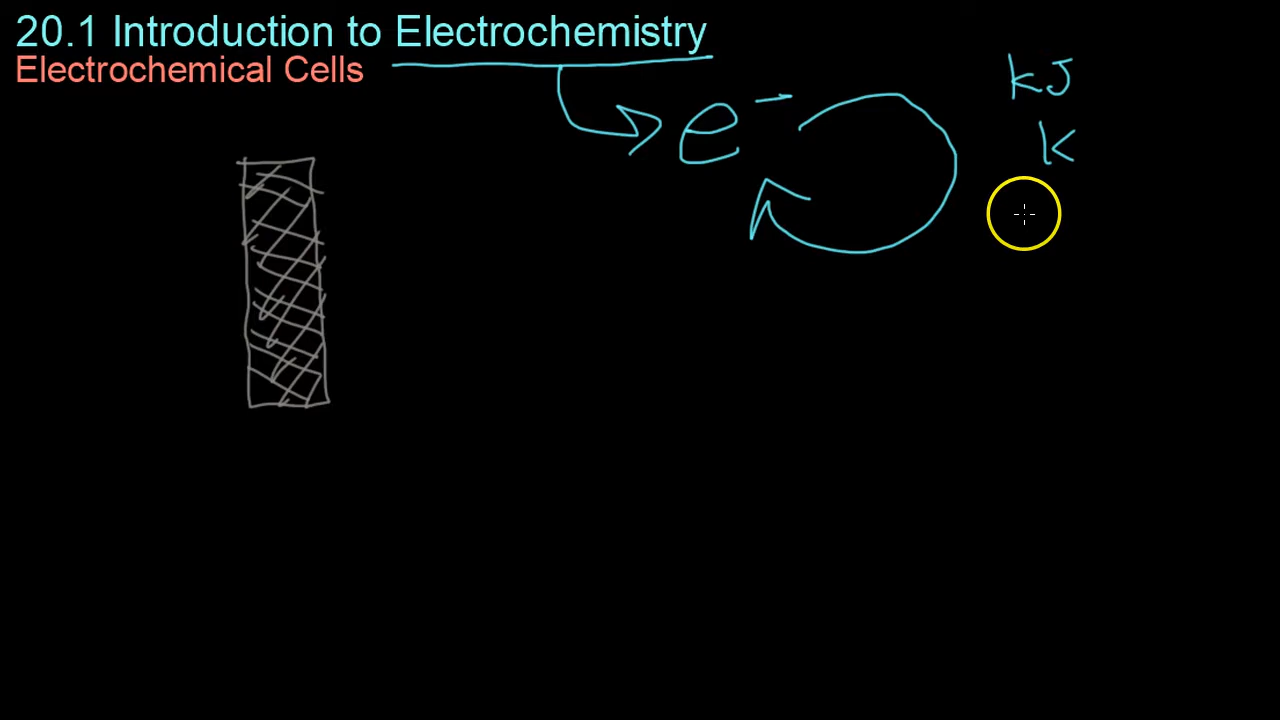 20.1 Introduction to Electrochemistry
Electrochemical Cells
e⁻
kJ
K